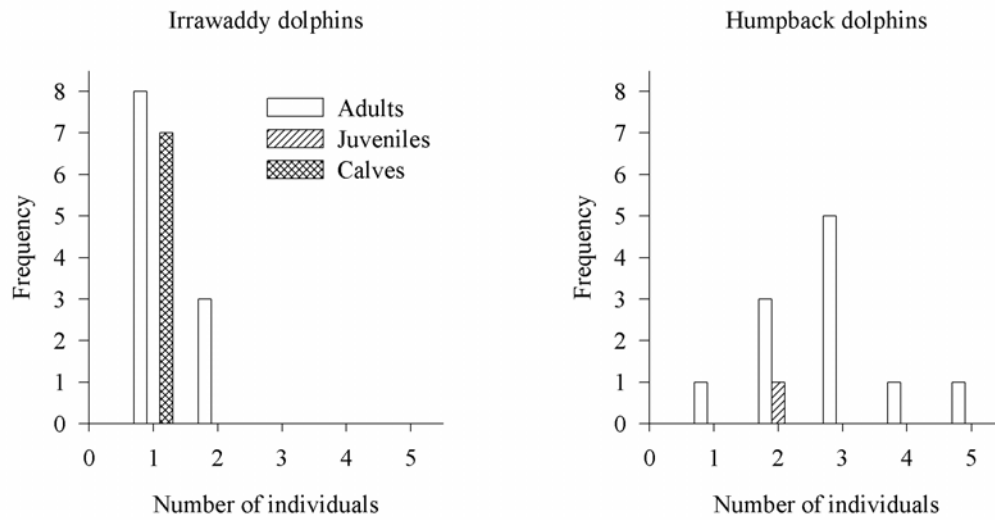 Irrawaddy dolphins
Adults
Juveniles
Calves
8
7
6
5
4
3
2
1
0
Frequency
0 1 2 3 4 5
Number of individuals
Humpback dolphins
8
7
6
5
4
3
2
1
0
Frequency
0 1 2 3 4 5
Number of individuals